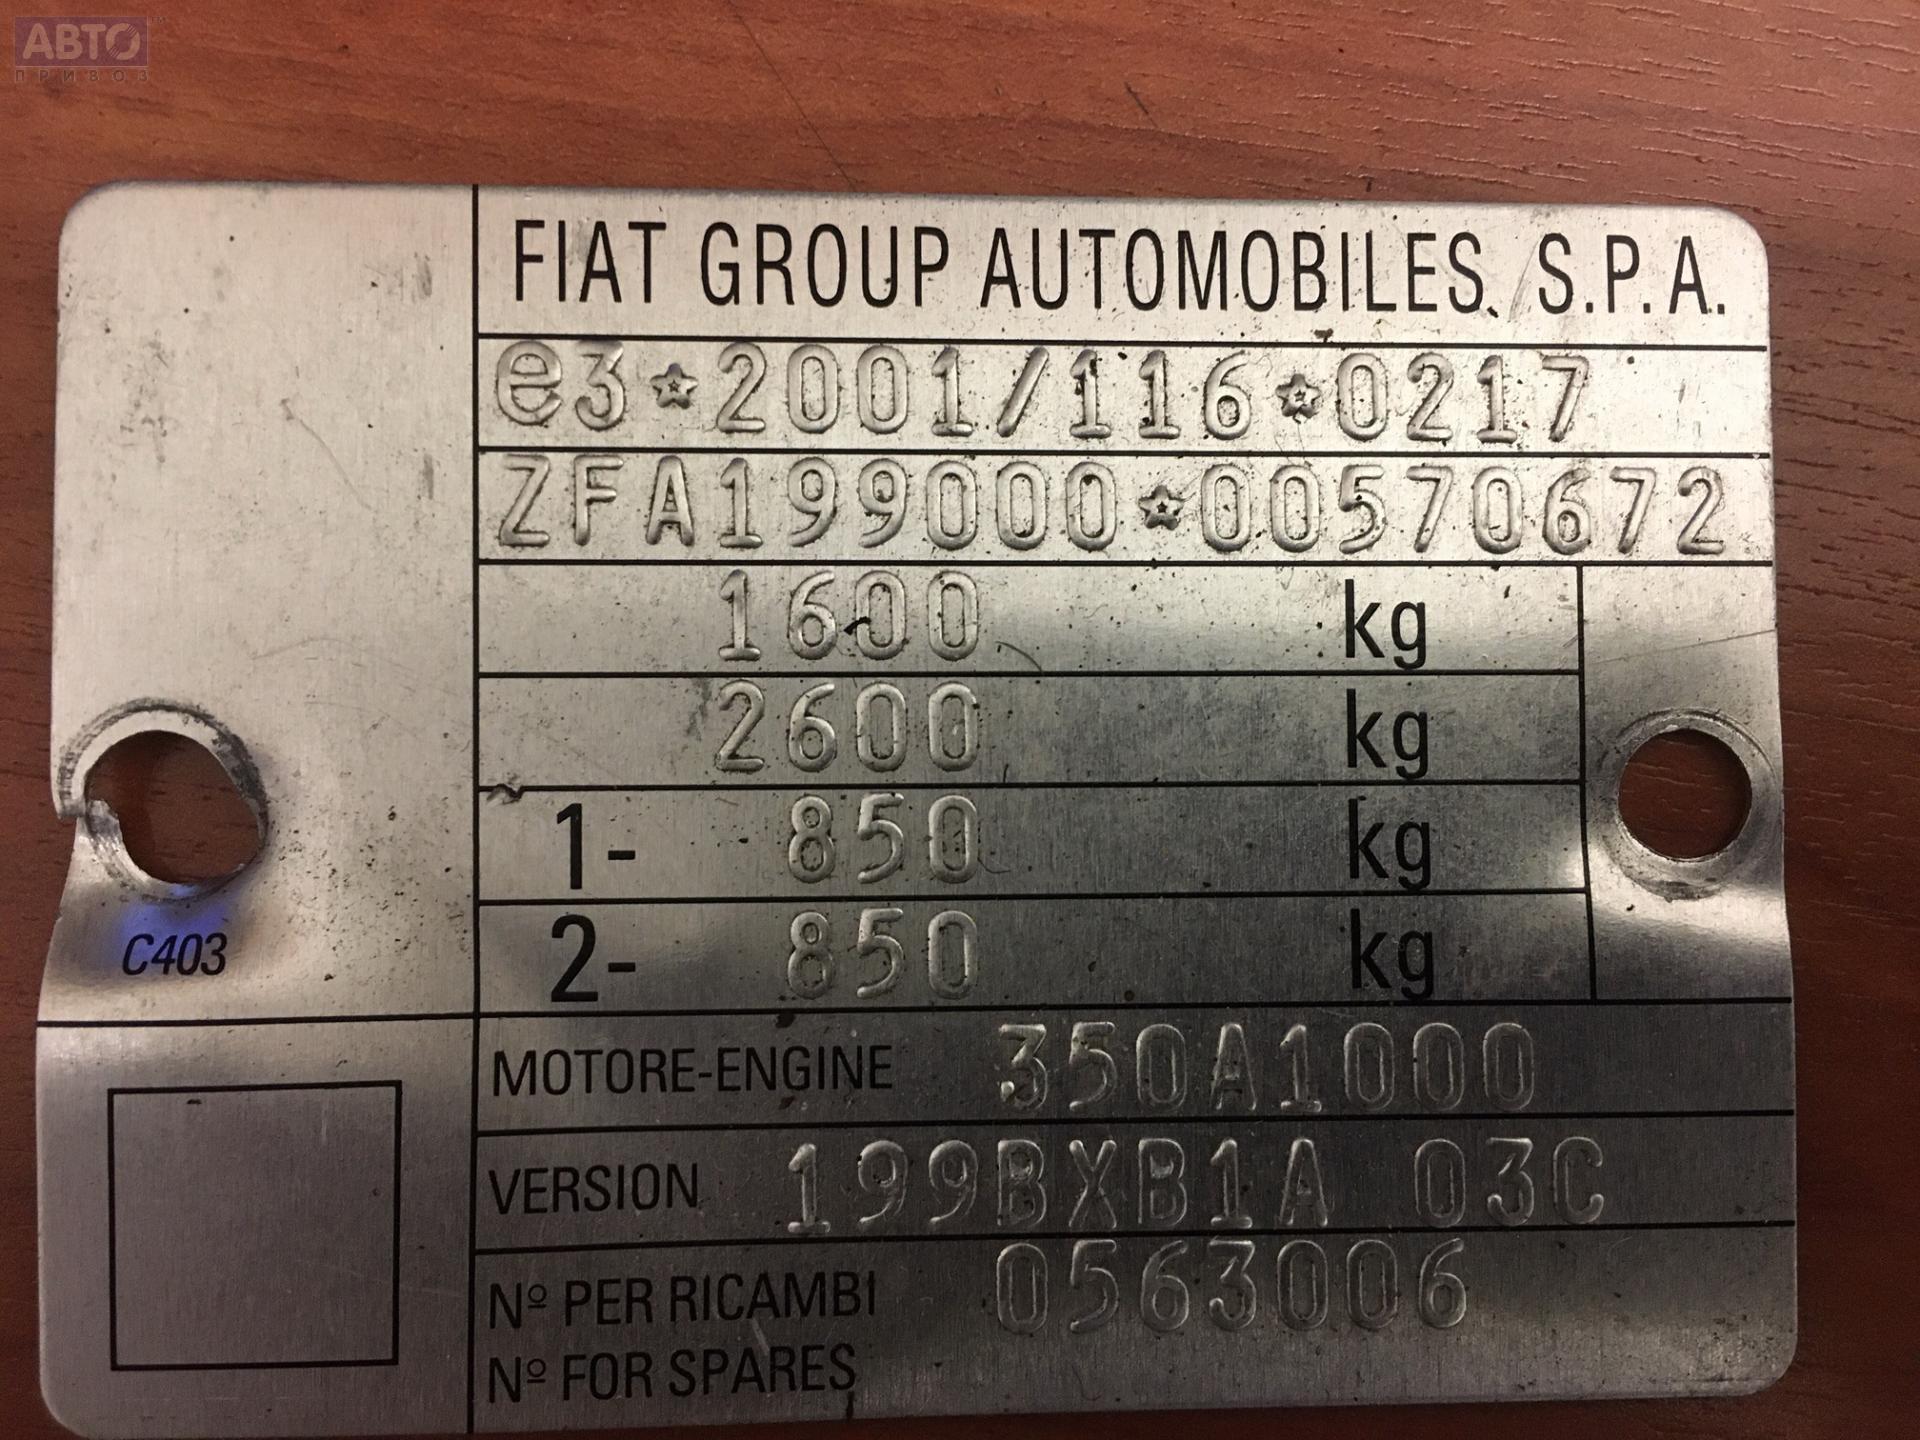 АВТО
ПРИВОЗ
FIAT GROUP AUTOMOBILES S.P.A.
e3*2001/116*0217
ZFA199000*00570672
1600 kg
2600 kg
1- 850 kg
2- 850 kg
C403
MOTORE-ENGINE 350A1000
VERSION 199BXB1A 03C
Nº PER RICAMBI 0563006
Nº FOR SPARES